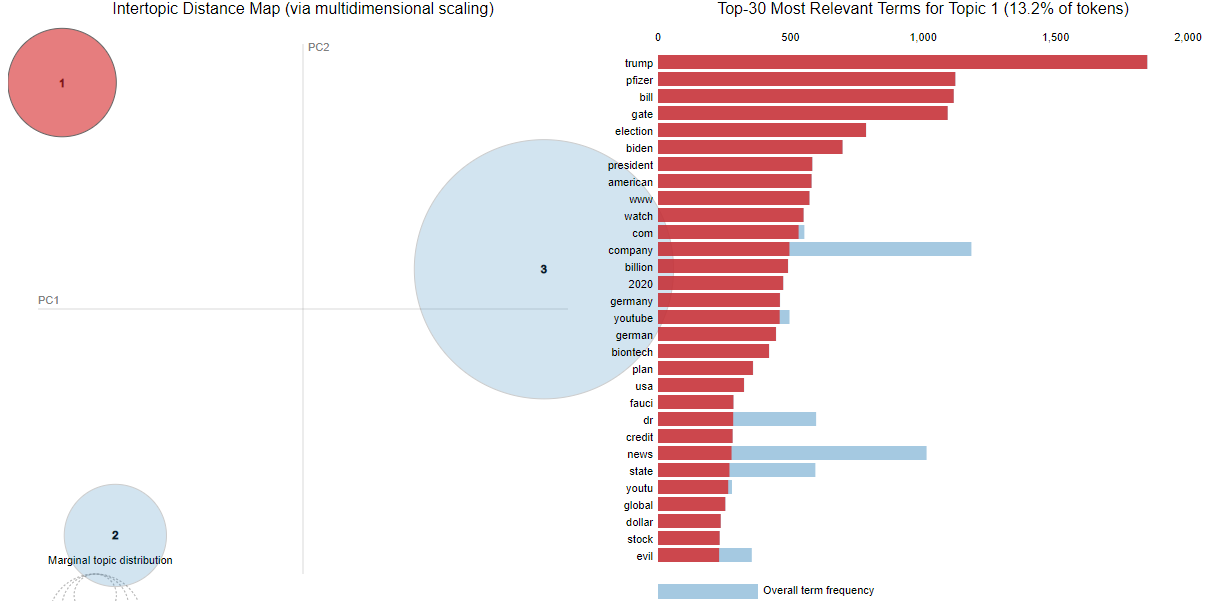 Intertopic Distance Map (via multidimensional scaling)
PC2
PC1
1
3
2
Marginal topic distribution
Top-30 Most Relevant Terms for Topic 1 (13.2% of tokens)
0 500 1,000 1,500 2,000
trump
pfizer
bill
gate
election
biden
president
american
www
watch
com
company
billion
2020
germany
youtube
german
biontech
plan
usa
fauci
dr
credit
news
state
youtu
global
dollar
stock
evil
Overall term frequency